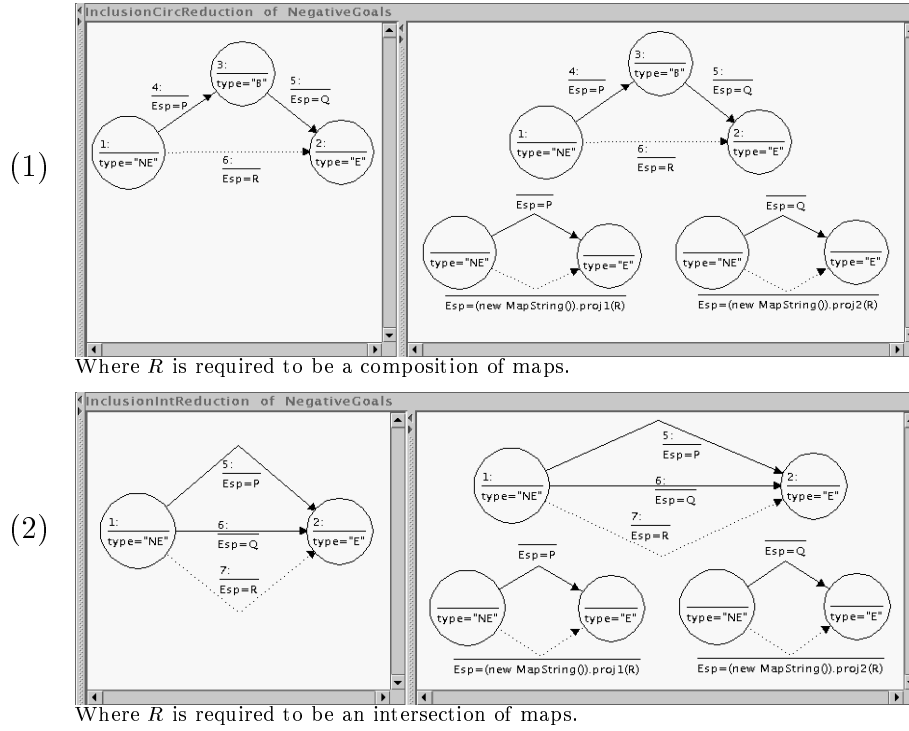 (1)
InclusionCircReduction of NegativeGoals
3:
type="B"
4:
Esp=P
5:
Esp=Q
1:
type="NE"
2:
type="E"
6:
Esp=R
3:
type="B"
4:
Esp=P
5:
Esp=Q
1:
type="NE"
2:
type="E"
6:
Esp=R
Esp=P
type="NE"
type="E"
Esp=(new MapString()).proj1(R)
Esp=Q
type="NE"
type="E"
Esp=(new MapString()).proj2(R)
Where R is required to be a composition of maps.
(2)
InclusionIntReduction of NegativeGoals
5:
Esp=P
1:
type="NE"
6:
Esp=Q
2:
type="E"
7:
Esp=R
5:
Esp=P
1:
type="NE"
6:
Esp=Q
2:
type="E"
7:
Esp=R
Esp=P
type="NE"
type="E"
Esp=(new MapString()).proj1(R)
Esp=Q
type="NE"
type="E"
Esp=(new MapString()).proj2(R)
Where R is required to be an intersection of maps.